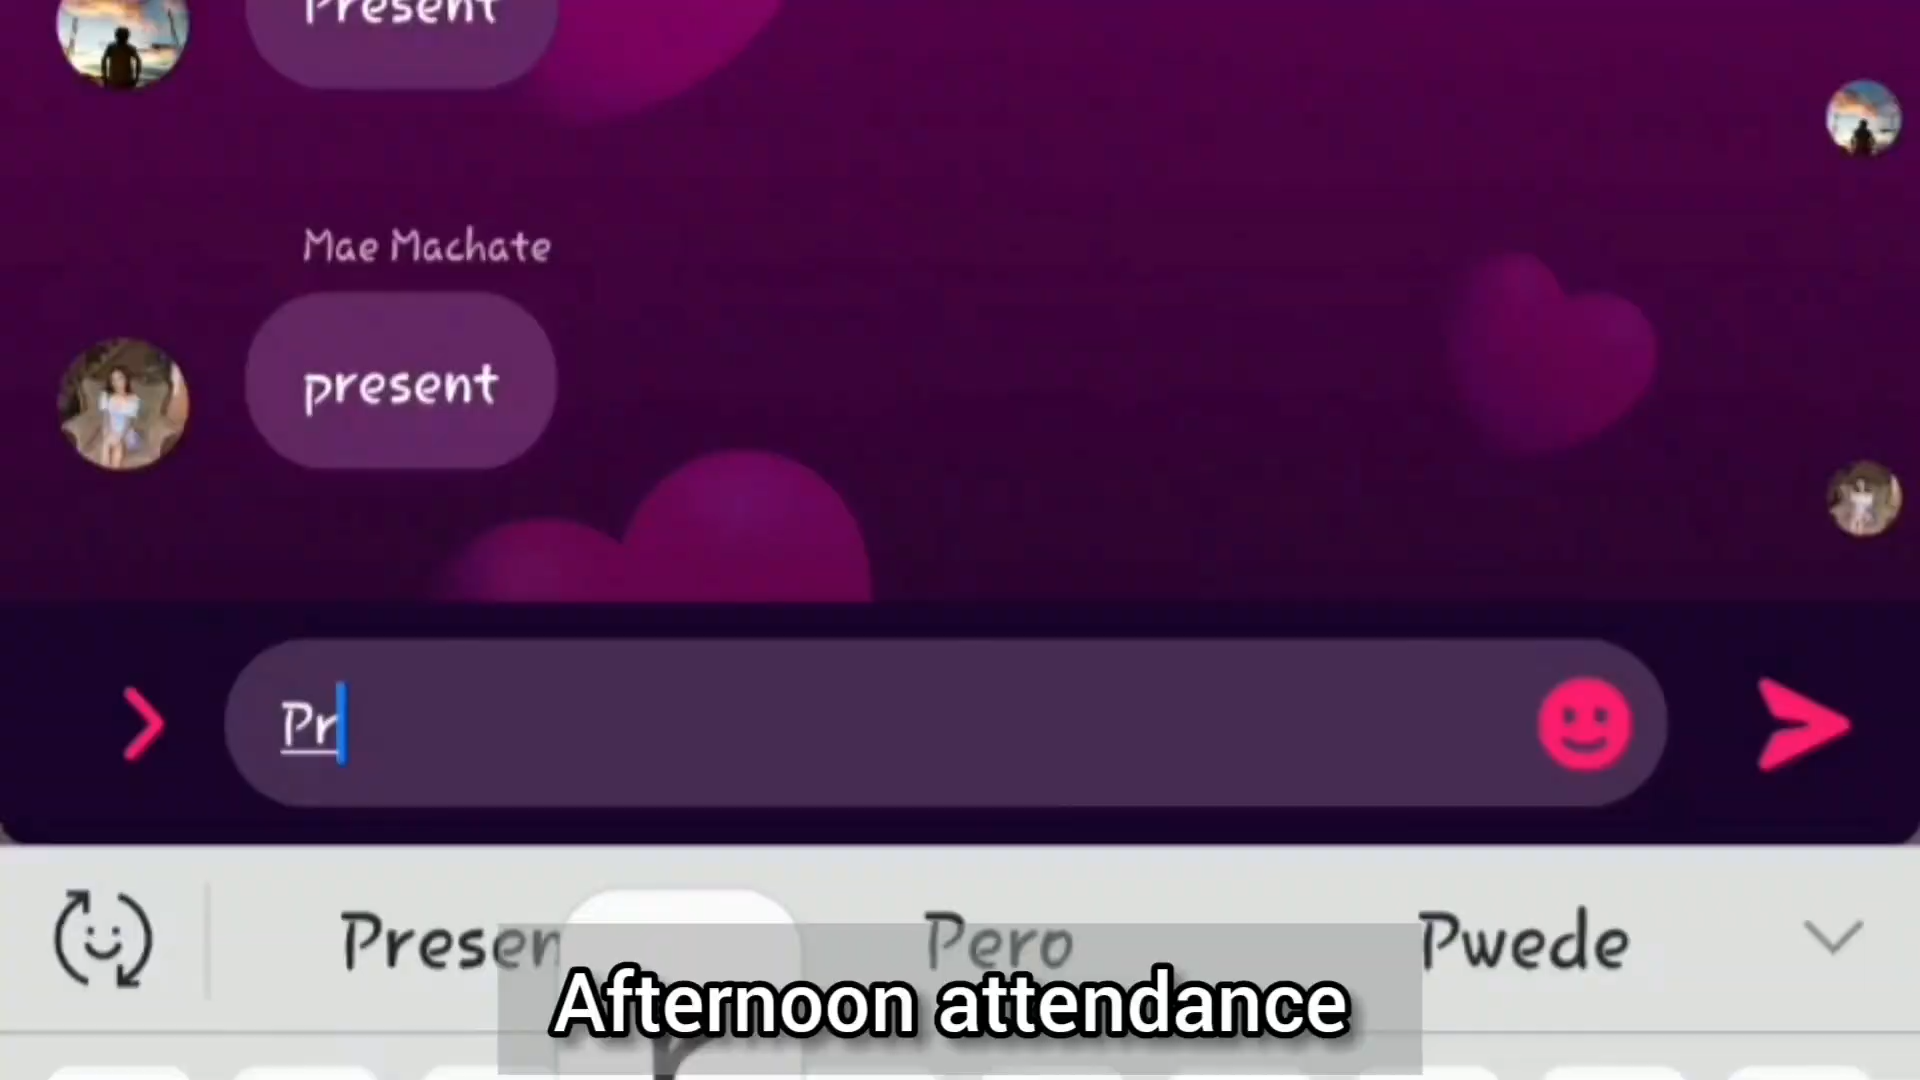 Present
Mae Machate
present
Pr
Presen
Pero
Pwede
Afternoon attendance
r